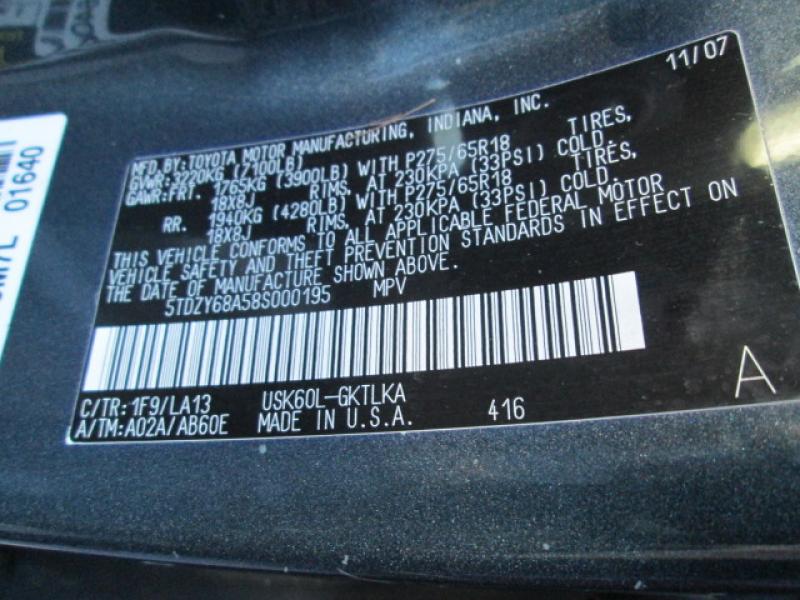 11/07
MFD.BY:TOYOTA MOTOR MANUFACTURING, INDIANA, INC.
GVWR:3220KG (7100LB)
GAWR:FRT. 1765KG (3900LB) WITH P275/65R18 TIRES,
18X8J RIMS, AT 230KPA (33PSI) COLD.
RR. 1940KG (4280LB) WITH P275/65R18 TIRES,
18X8J RIMS, AT 230KPA (33PSI) COLD.
THIS VEHICLE CONFORMS TO ALL APPLICABLE FEDERAL MOTOR
VEHICLE SAFETY AND THEFT PREVENTION STANDARDS IN EFFECT ON
THE DATE OF MANUFACTURE SHOWN ABOVE.
5TDZY68A58S000195 MPV
C/TR:1F9/LA13 USK60L-GKTLKA
A/TM:A02A/AB60E MADE IN U.S.A. 416
A
01640